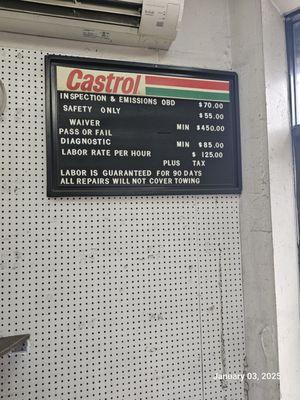 Castrol
INSPECTION & EMISSIONS OBD $70.00
SAFETY ONLY $55.00
WAIVER MIN $450.00
PASS OR FAIL
DIAGNOSTIC MIN $85.00
LABOR RATE PER HOUR $125.00
PLUS TAX
LABOR IS GUARANTEED FOR 90 DAYS
ALL REPAIRS WILL NOT COVER TOWING
January 03, 2025